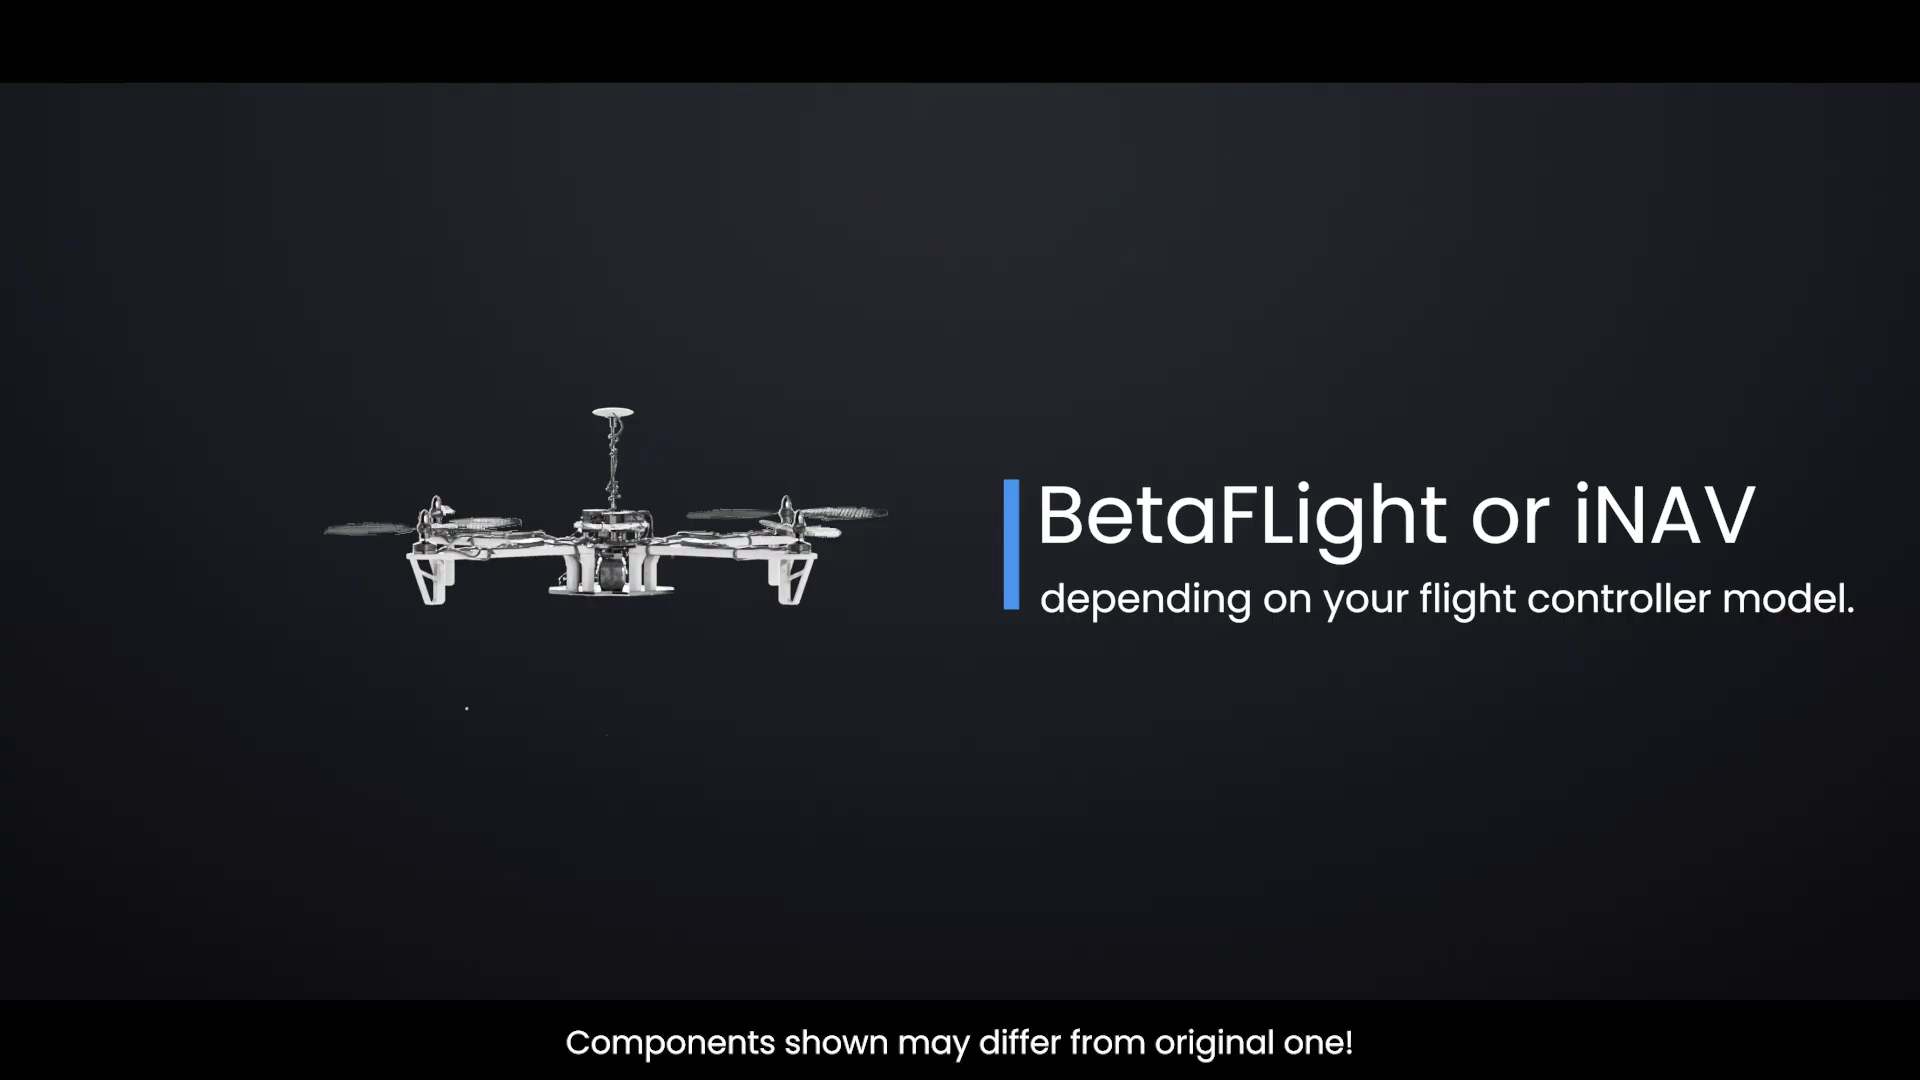 BetaFLight or iNAV
depending on your flight controller model.
Components shown may differ from original one!